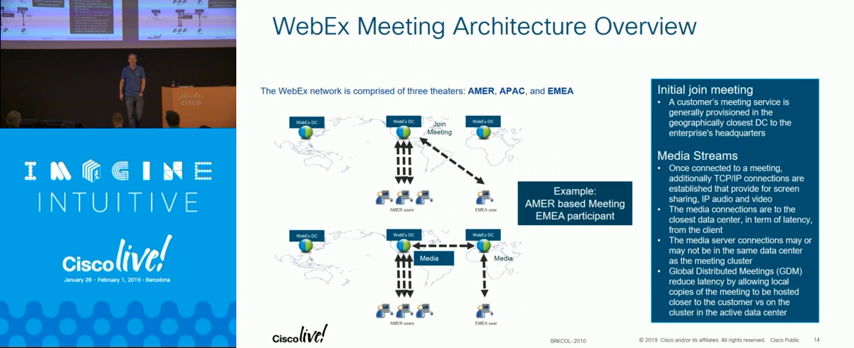 WebEx Meeting Architecture Overview
The WebEx network is comprised of three theaters: AMER, APAC, and EMEA
WebEx DC
WebEx DC
WebEx DC
Join
Meeting
AMER users
EMEA user
WebEx DC
WebEx DC
WebEx DC
Media
Media
AMER users
EMEA user
Example:
AMER based Meeting
EMEA participant
Initial join meeting
• A customer's meeting service is
generally provisioned in the
geographically closest DC to the
enterprise's headquarters
Media Streams
• Once connected to a meeting,
additionally TCP/IP connections are
established that provide for screen
sharing, IP audio and video
• The media connections are to the
closest data center, in term of latency,
from the client
• The media server connections may or
may not be in the same data center
as the meeting cluster
• Global Distributed Meetings (GDM)
reduce latency by allowing local
copies of the meeting to be hosted
closer to the customer vs on the
cluster in the active data center
cisco
IMAGINE
INTUITIVE
Cisco live!
January 28 - February 1, 2019 - Barcelona
Cisco live!
BRKCOL-2010
© 2019 Cisco and/or its affiliates. All rights reserved. Cisco Public
14